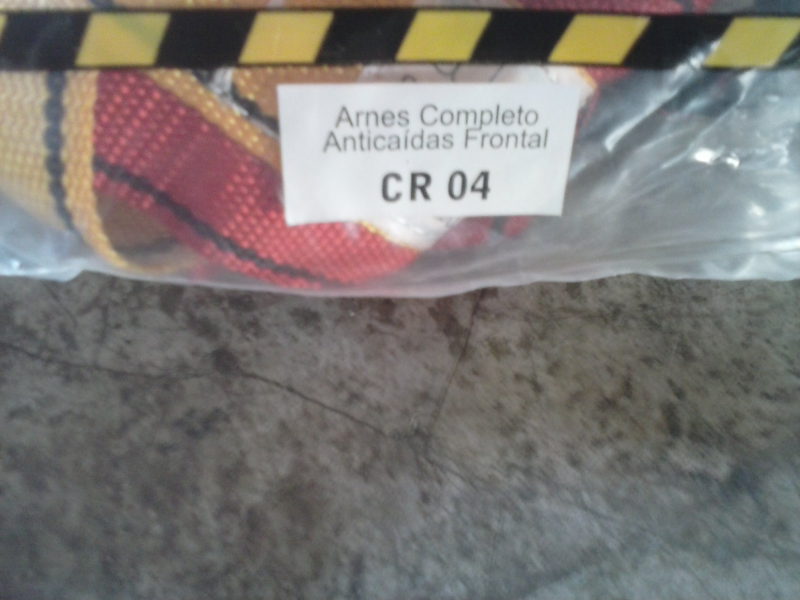 Arnes Completo
Anticaídas Frontal
CR 04